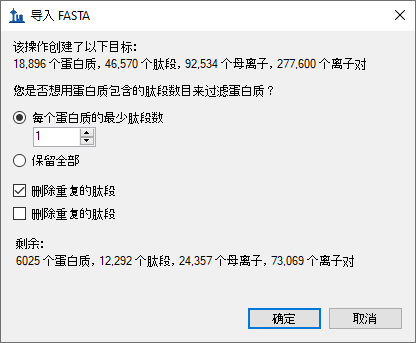 导入 FASTA
该操作创建了以下目标:
18,896 个蛋白质, 46,570 个肽段, 92,534 个母离子, 277,600 个离子对
您是否想用蛋白质包含的肽段数目来过滤蛋白质？
每个蛋白质的最少肽段数
1
保留全部
删除重复的肽段
删除重复的肽段
剩余:
6025 个蛋白质, 12,292 个肽段, 24,357 个母离子, 73,069 个离子对
确定
取消